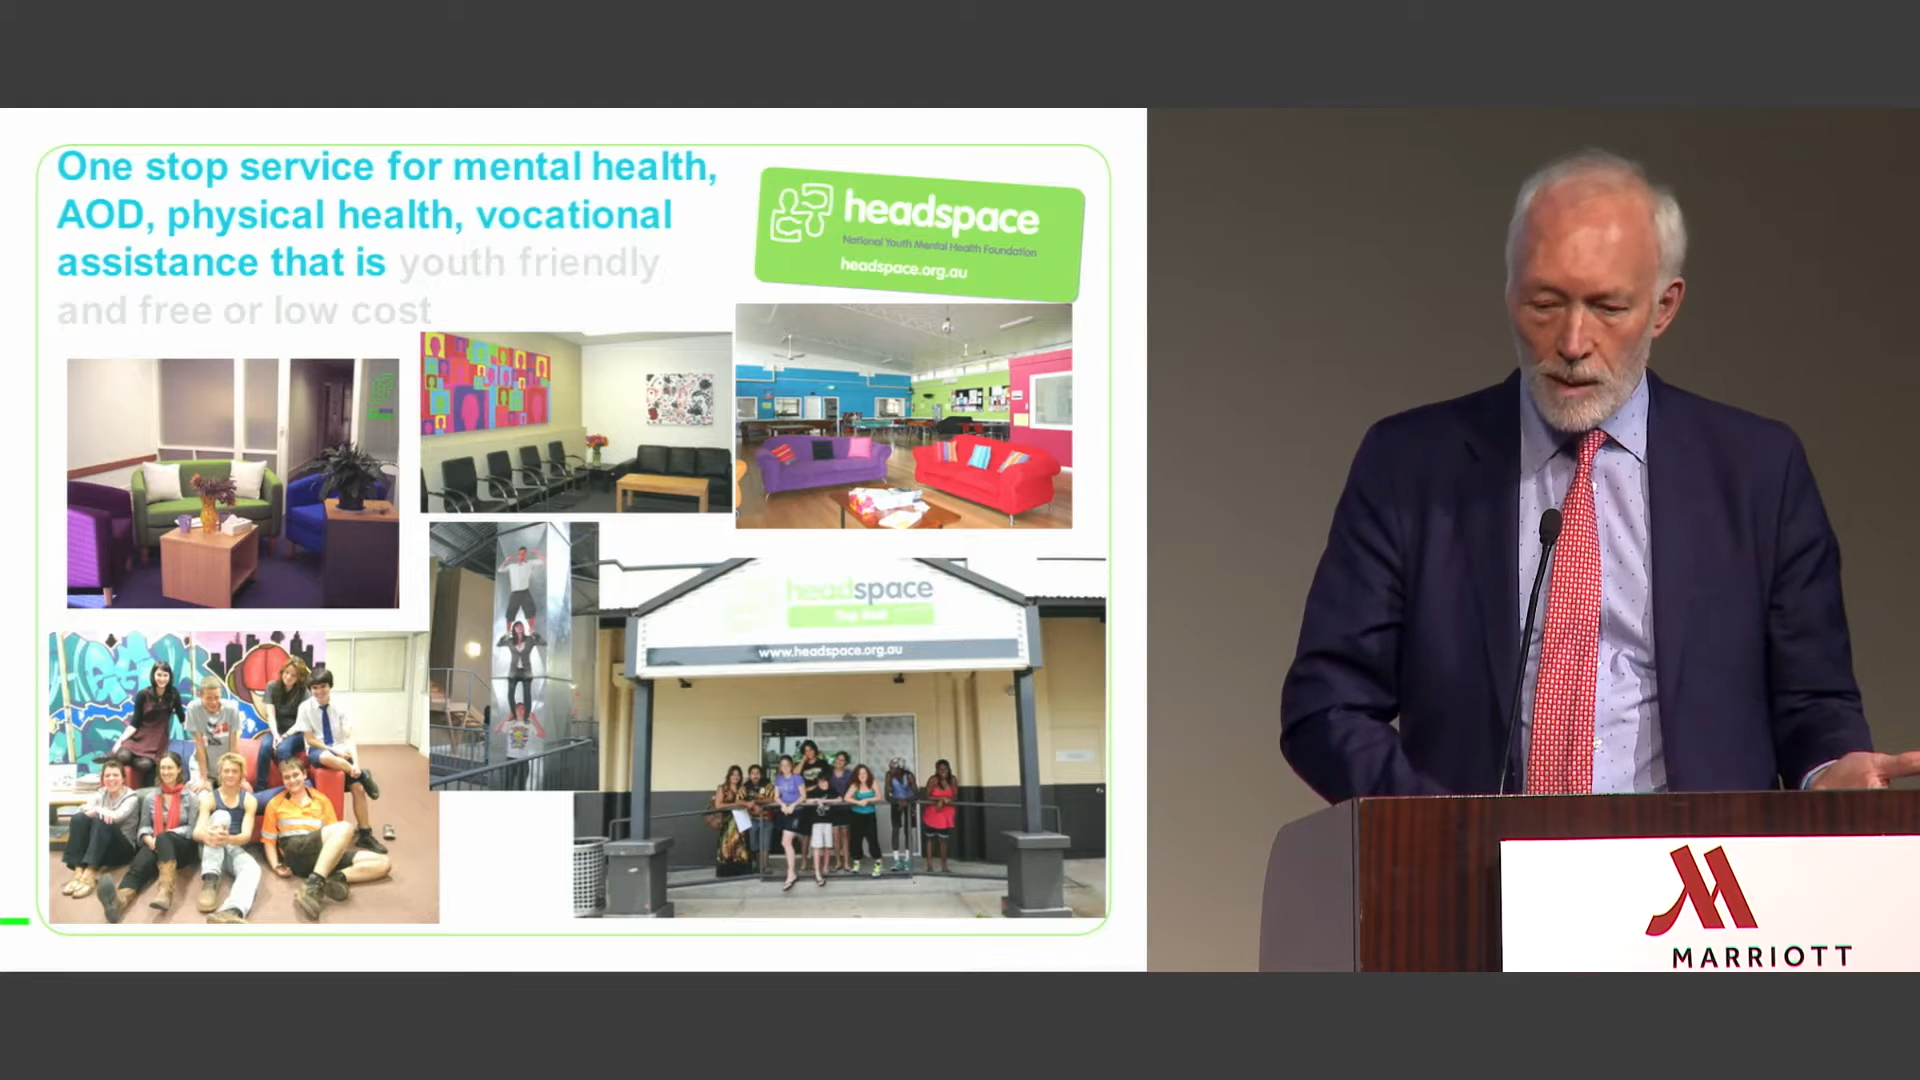 One stop service for mental health,
AOD, physical health, vocational
assistance that is youth friendly
and free or low cost
headspace
National Youth Mental Health Foundation
headspace.org.au
headspace
www.headspace.org.au
MARRIOTT